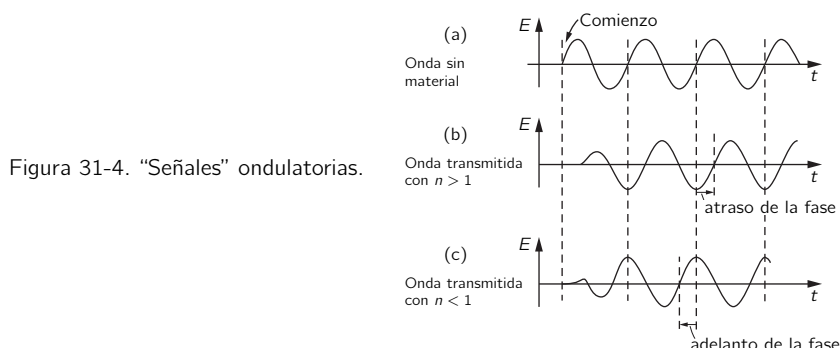 Figura 31-4. “Señales” ondulatorias.
(a)
Onda sin
material
E
Comienzo
t
(b)
Onda transmitida
con n > 1
E
t
atraso de la fase
(c)
Onda transmitida
con n < 1
E
t
adelanto de la fase